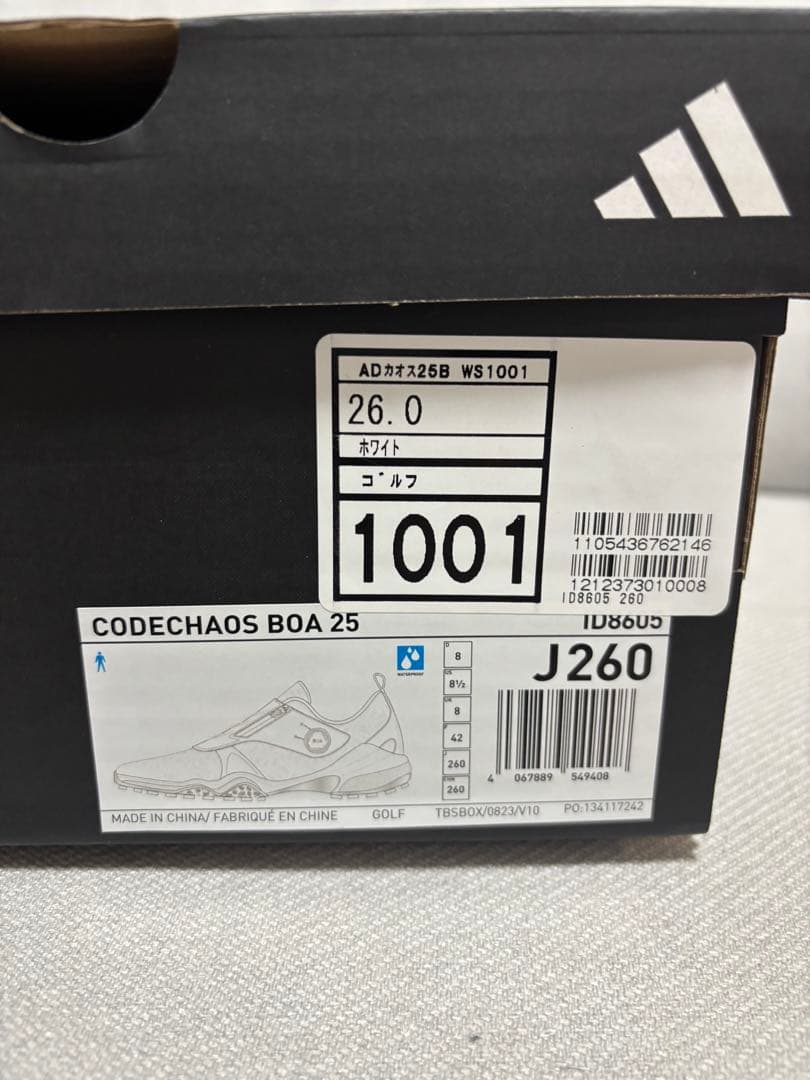 ADカオス25B WS1001
26.0
ホワイト
ゴルフ
1001
1105436762146
1212373010008
ID8605 260
CODECHAOS BOA 25
ID8605
J260
WATERPROOF
8
US
8½
8
42
260
260
4 067889 549408
MADE IN CHINA/ FABRIQUÉ EN CHINE GOLF TBSBOX/0823/V10 PO:134117242